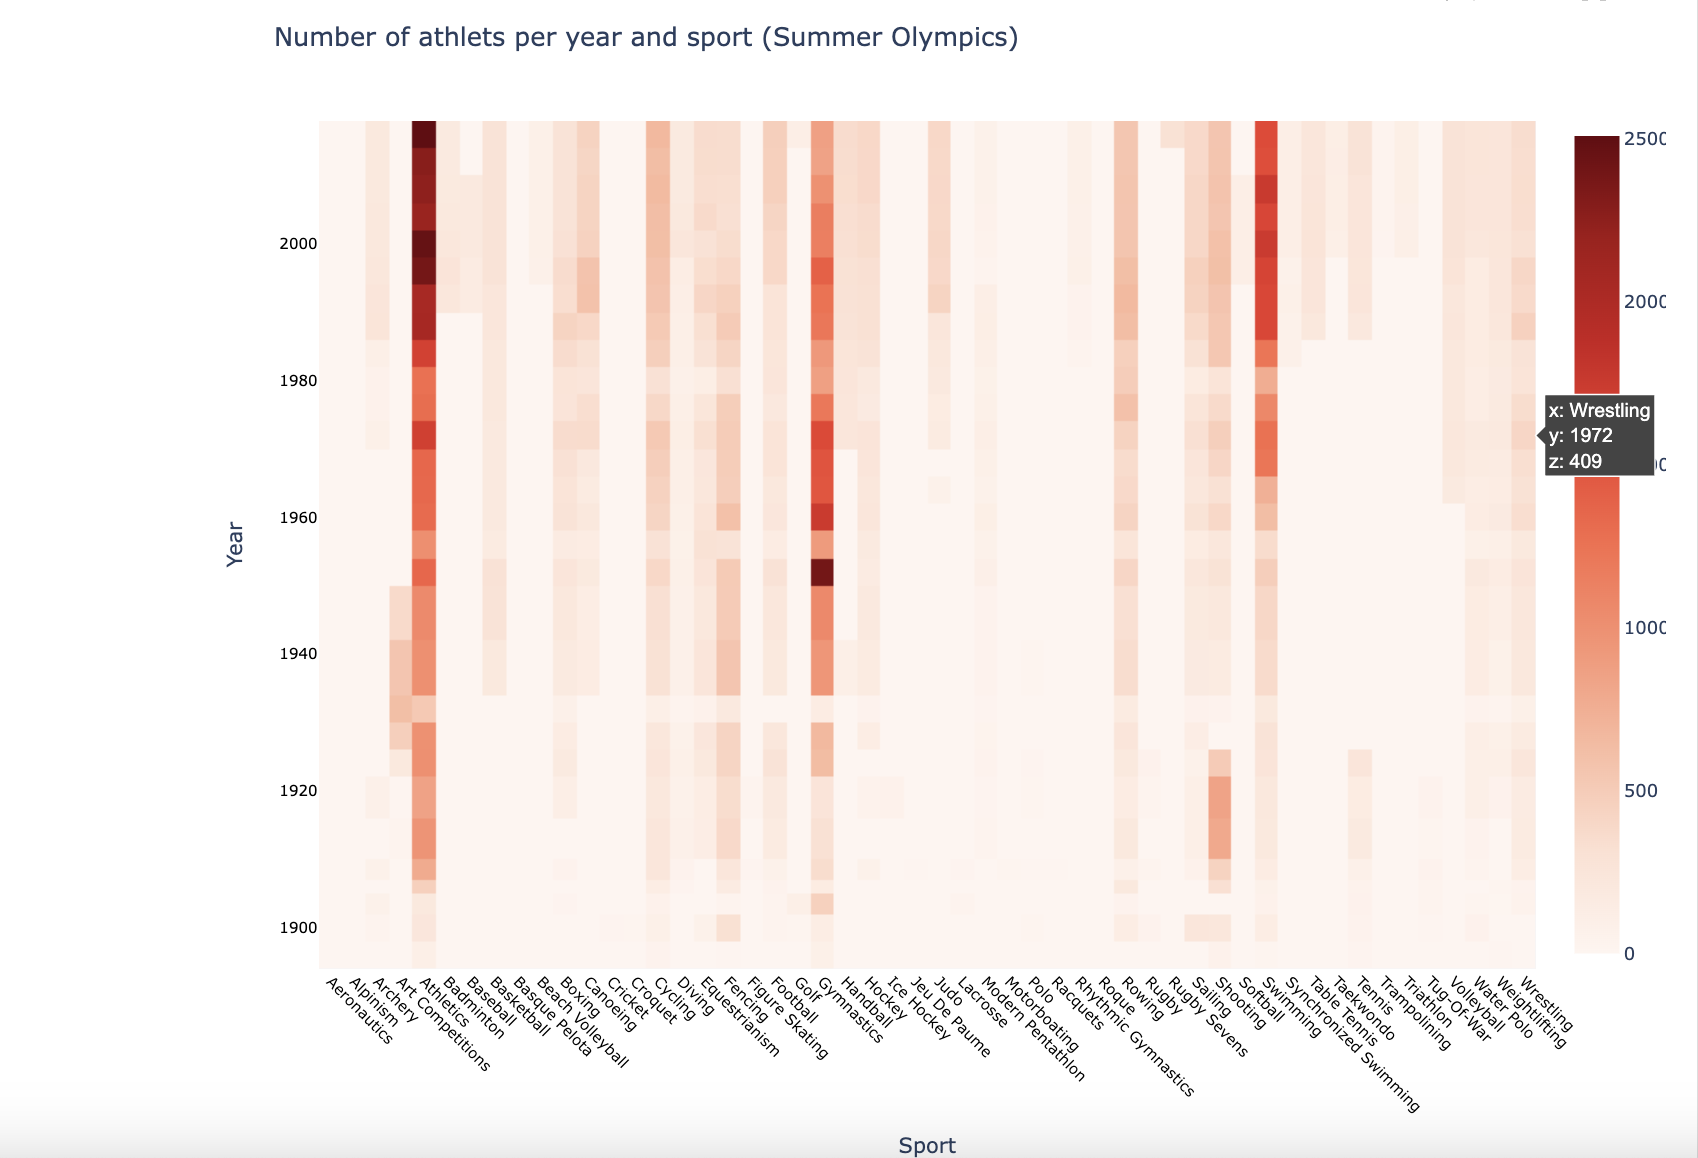 Number of athlets per year and sport (Summer Olympics)
2500
2000
1000
500
0
x: Wrestling
y: 1972
z: 409
Year
2000
1980
1960
1940
1920
1900
Aeronautics
Alpinism
Archery
Art Competitions
Athletics
Badminton
Baseball
Basketball
Basque Pelota
Beach Volleyball
Boxing
Canoeing
Cricket
Croquet
Cycling
Diving
Equestrianism
Fencing
Figure Skating
Football
Golf
Gymnastics
Handball
Hockey
Ice Hockey
Jeu De Paume
Judo
Lacrosse
Modern Pentathlon
Motorboating
Polo
Racquets
Rhythmic Gymnastics
Roque
Rowing
Rugby
Rugby Sevens
Sailing
Shooting
Softball
Swimming
Synchronized Swimming
Table Tennis
Taekwondo
Tennis
Trampolining
Triathlon
Tug-Of-War
Volleyball
Water Polo
Weightlifting
Wrestling
Sport